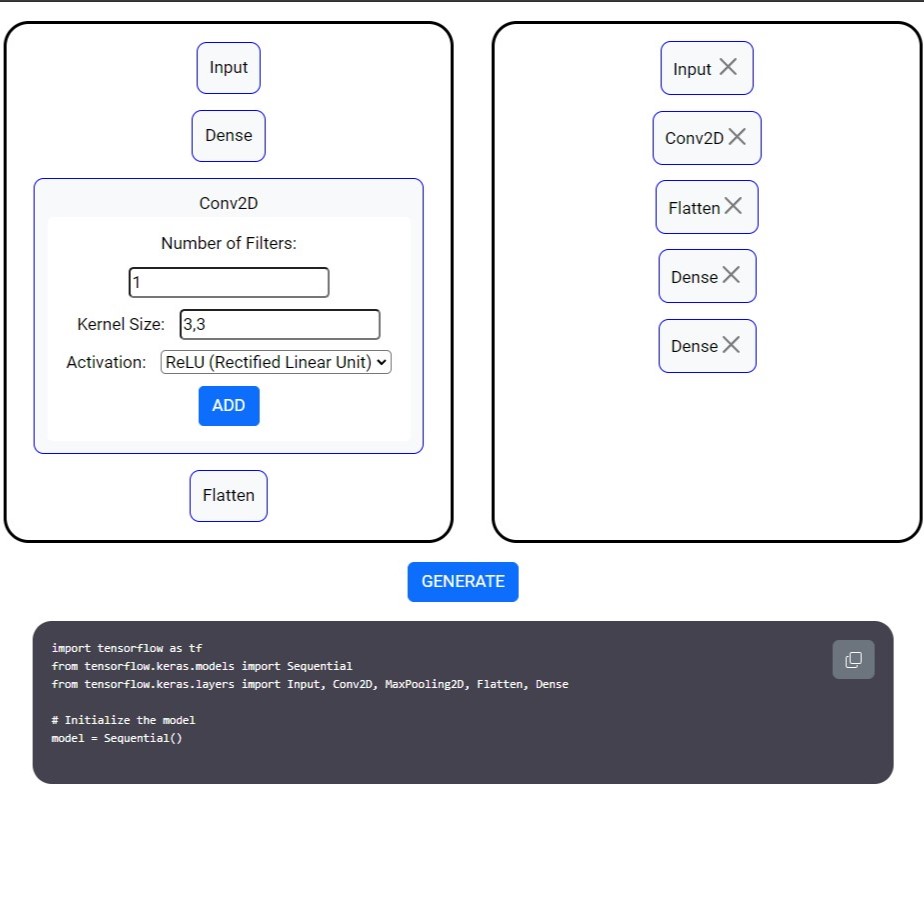 Input
Dense
Conv2D
Number of Filters:
1
Kernel Size: 3,3
Activation: ReLU (Rectified Linear Unit)
ADD
Flatten
Input
Conv2D
Flatten
Dense
Dense
GENERATE
import tensorflow as tf
from tensorflow.keras.models import Sequential
from tensorflow.keras.layers import Input, Conv2D, MaxPooling2D, Flatten, Dense
# Initialize the model
model = Sequential()